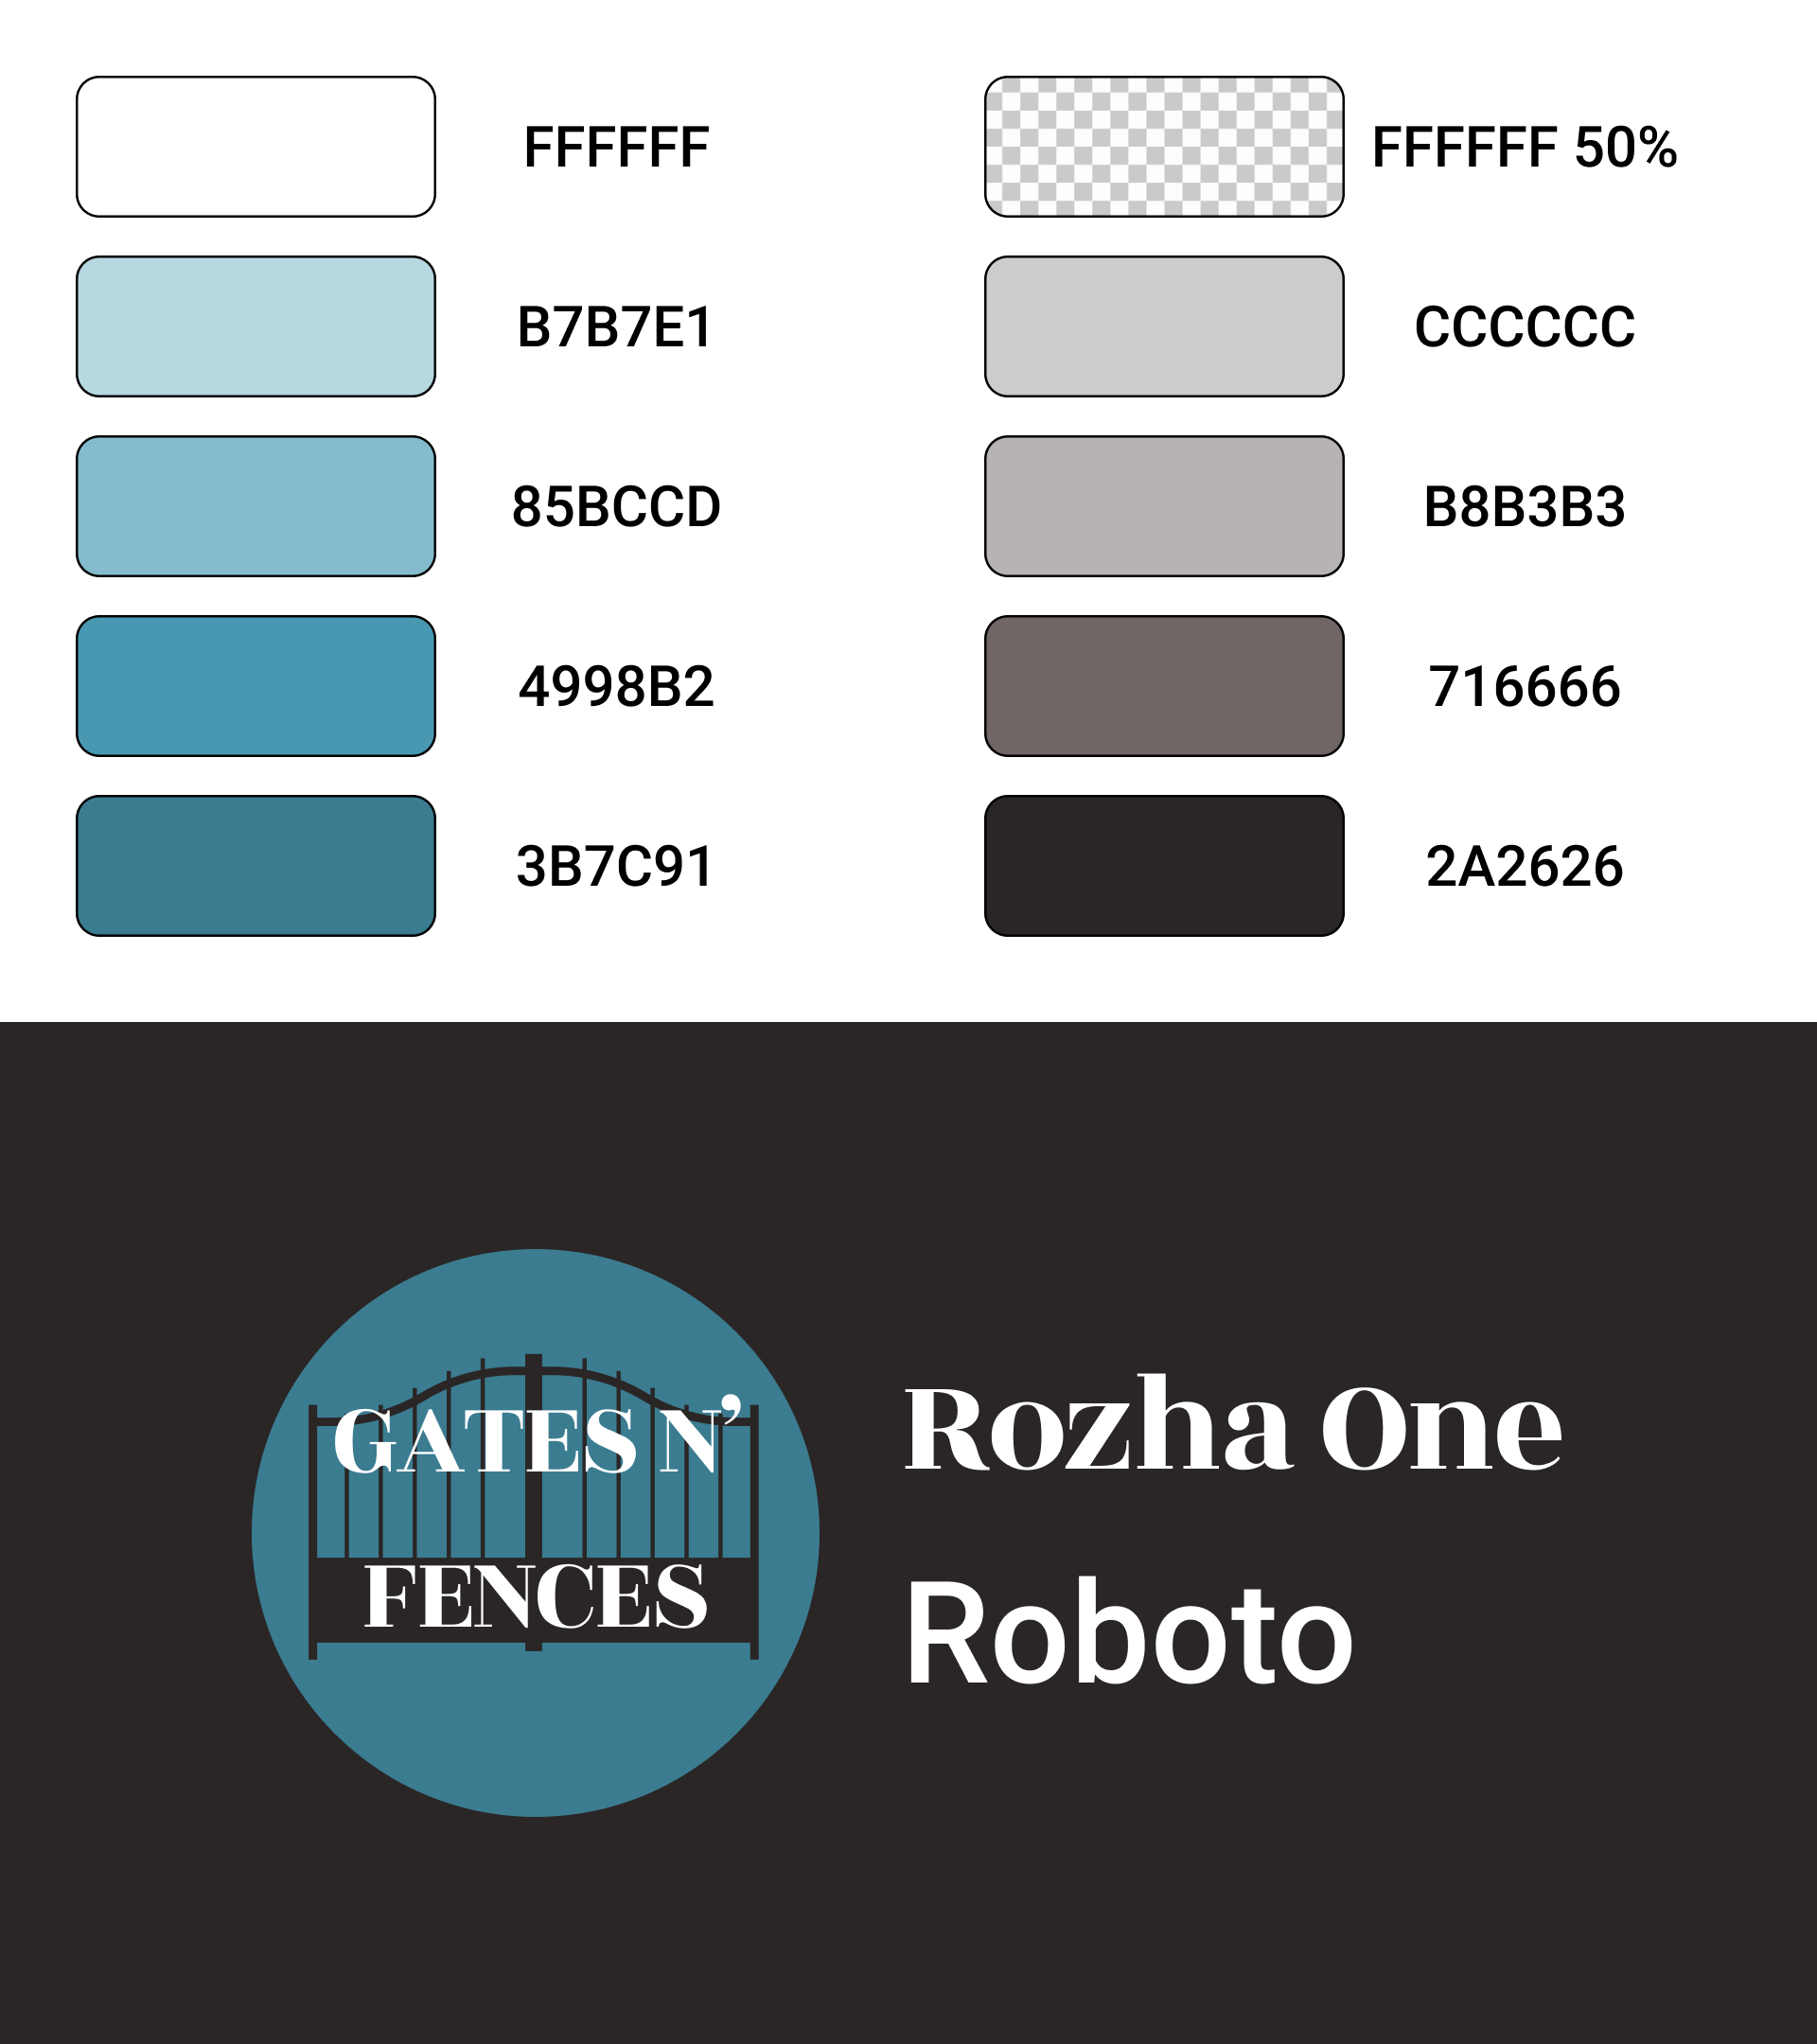 FFFFFF
FFFFFF 50%
B7B7E1
CCCCCC
85BCCD
B8B3B3
4998B2
716666
3B7C91
2A2626
GATES N’
FENCES
Rozha One
Roboto